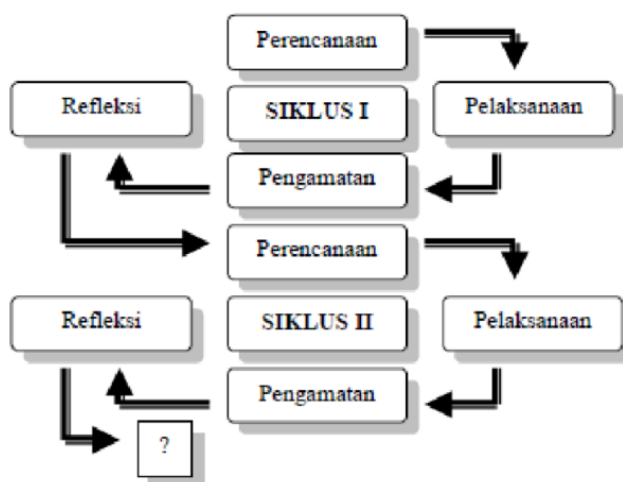 Perencanaan
Refleksi
SIKLUS I
Pelaksanaan
Pengamatan
Perencanaan
Refleksi
SIKLUS II
Pelaksanaan
Pengamatan
?